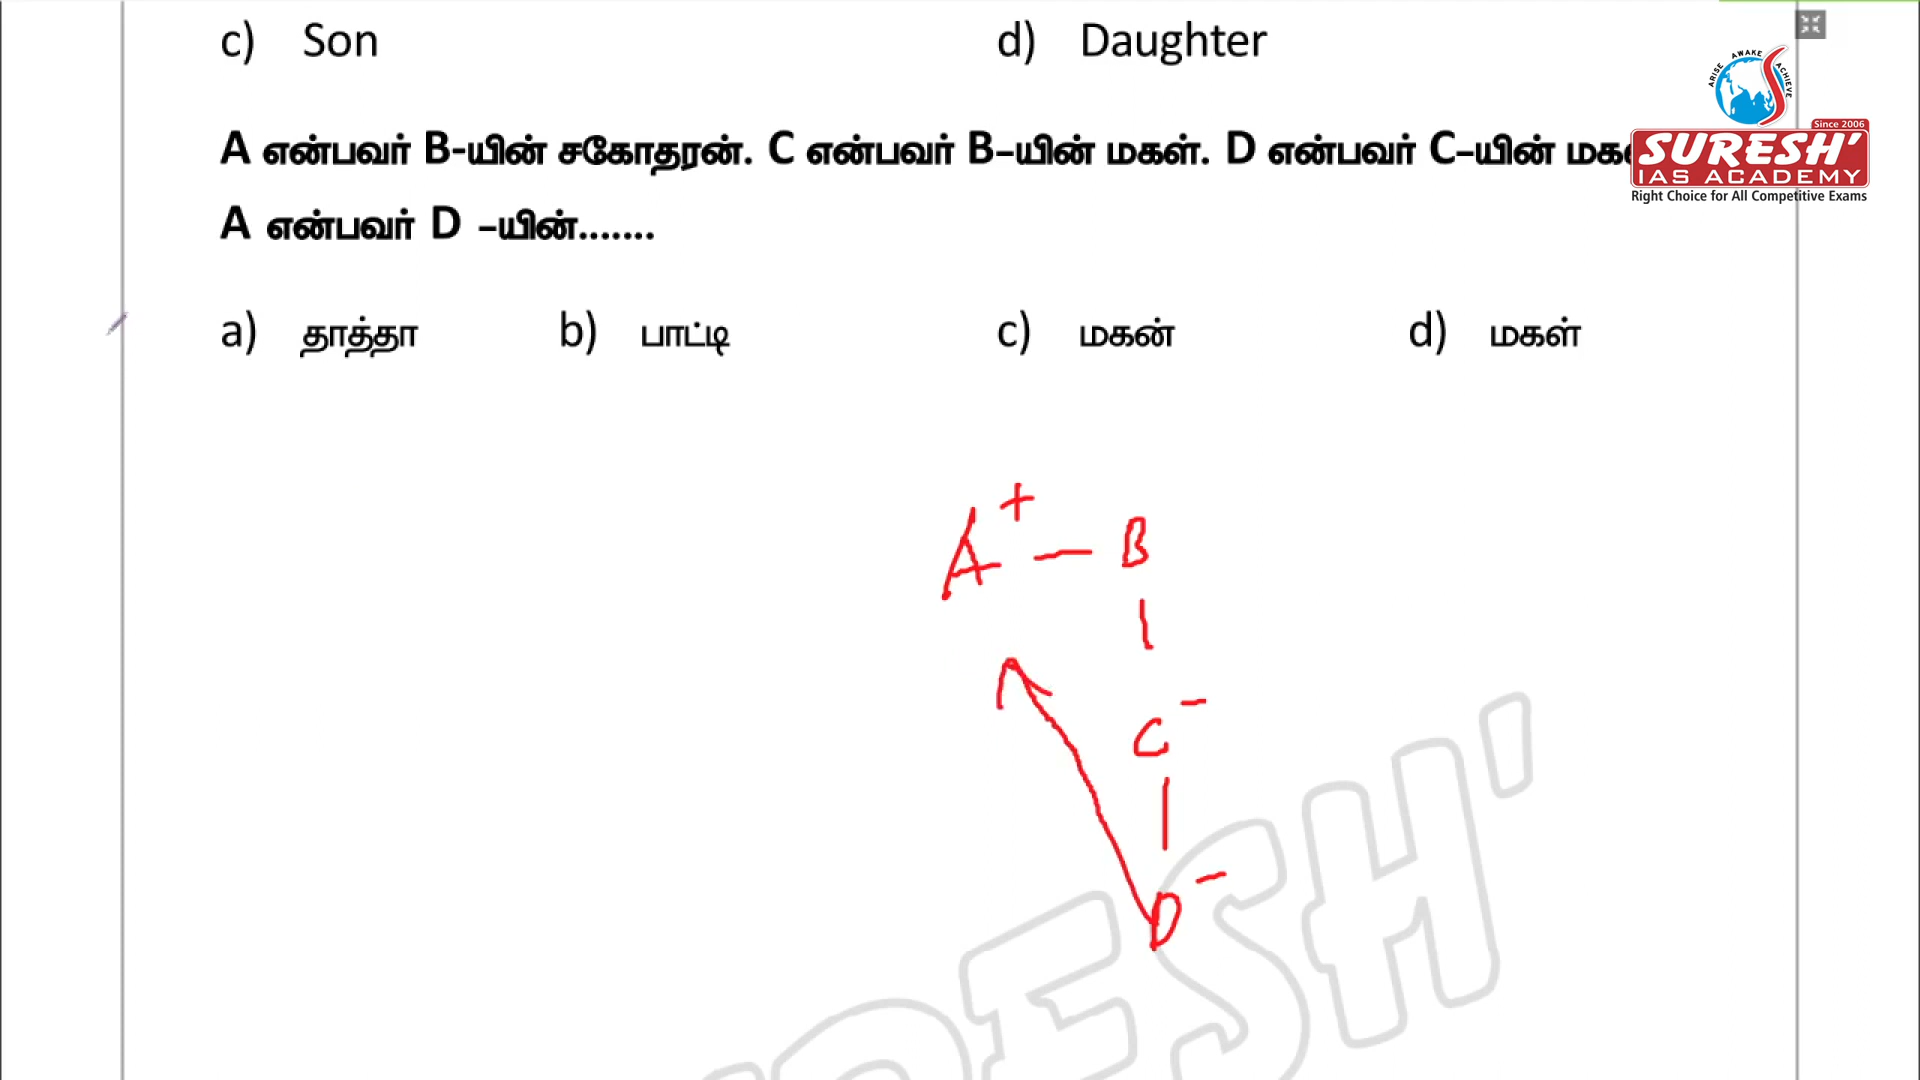 c) Son d) Daughter
A என்பவர் B-யின் சகோதரன். C என்பவர் B–யின் மகள். D என்பவர் C–யின்
A என்பவர் D –யின்.......
a) தாத்தா b) பாட்டி c) மகன் d) மகள்
ARISE AWAKE ACHIEVE
Since 2006
SURESH'
IAS ACADEMY
Right Choice for All Competitive Exams
A + — B
C –
D –